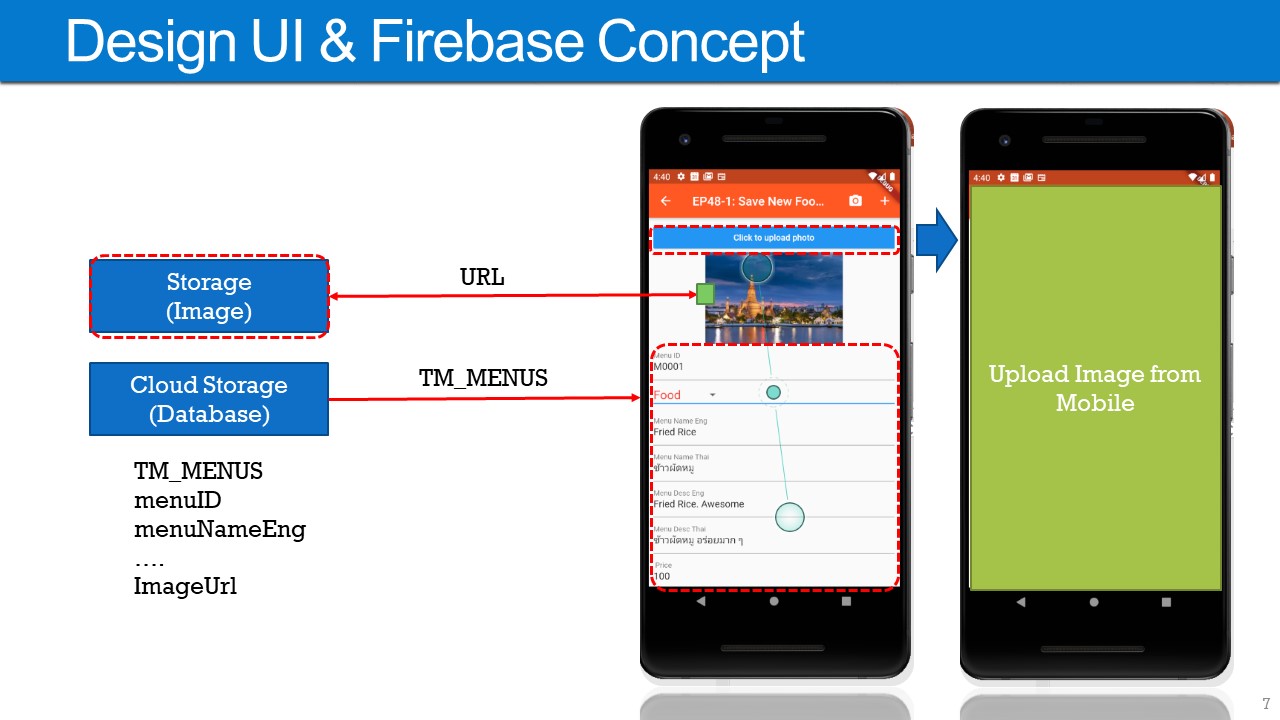 Design UI & Firebase Concept
Storage
(Image)
URL
Cloud Storage
(Database)
TM_MENUS
TM_MENUS
menuID
menuNameEng
....
ImageUrl
4:40
EP48-1: Save New Foo...
Click to upload photo
Menu ID
M0001
Food
Menu Name Eng
Fried Rice
Menu Name Thai
ข้าวผัดหมู
Menu Desc Eng
Fried Rice. Awesome
Menu Desc Thai
ข้าวผัดหมู อร่อยมาก ๆ
Price
100
4:40
Upload Image from
Mobile
7